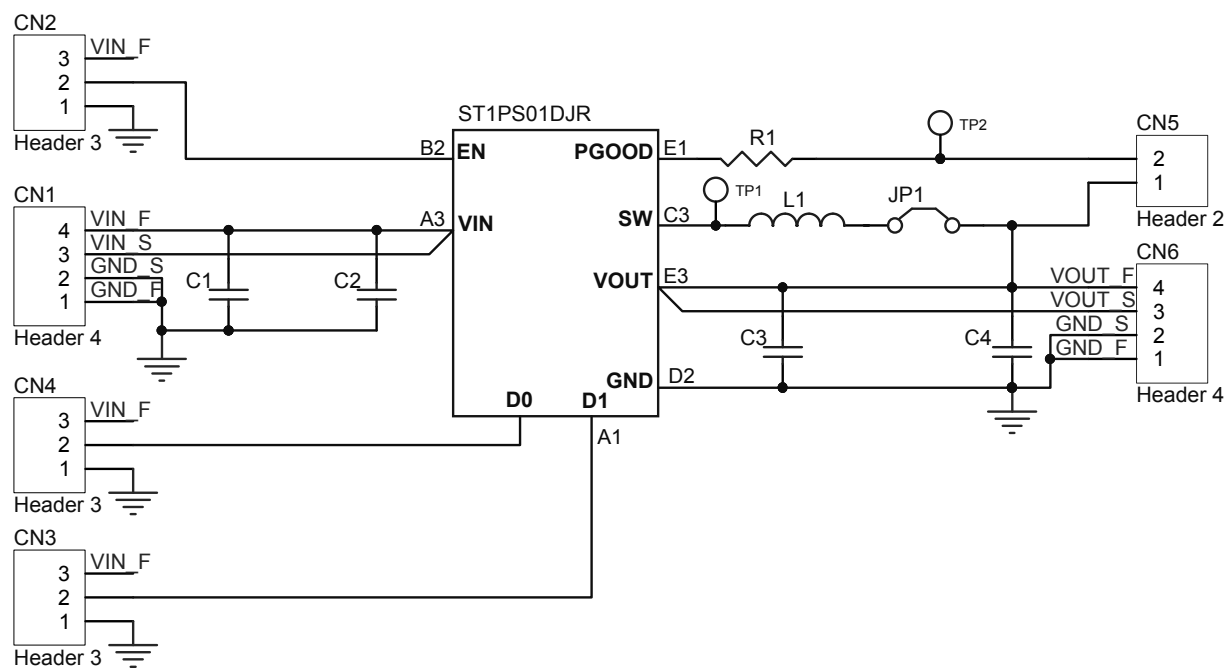 CN2
VIN_F
3
2
1
Header 3
CN1
VIN_F
4
VIN_S
3
GND_S
2
GND_F
1
Header 4
C1
C2
CN4
VIN_F
3
2
1
Header 3
CN3
VIN_F
3
2
1
Header 3
ST1PS01DJR
B2
EN
A3
VIN
PGOOD
E1
SW
C3
VOUT
E3
GND
D2
D0
D1
A1
R1
TP2
TP1
L1
JP1
C3
C4
CN5
2
1
Header 2
CN6
VOUT_F
4
VOUT_S
3
GND_S
2
GND_F
1
Header 4